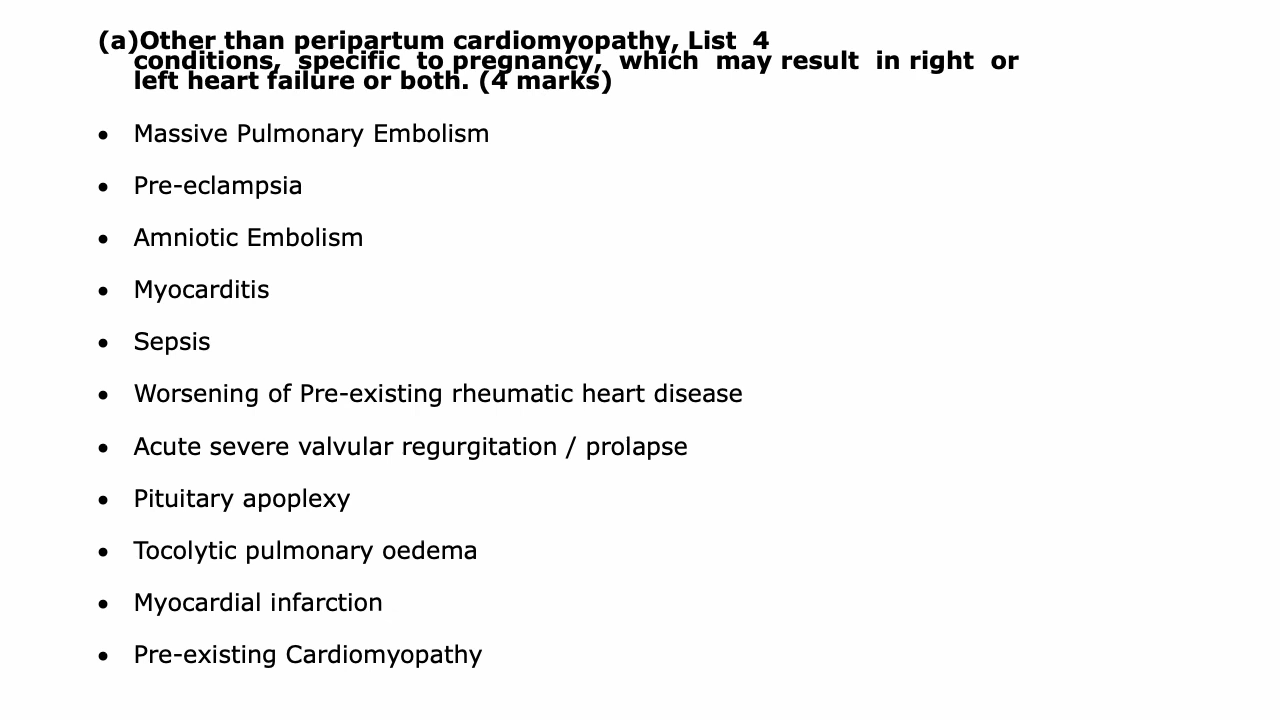 (a)Other than peripartum cardiomyopathy, List 4
conditions, specific to pregnancy, which may result in right or
left heart failure or both. (4 marks)
• Massive Pulmonary Embolism
• Pre-eclampsia
• Amniotic Embolism
• Myocarditis
• Sepsis
• Worsening of Pre-existing rheumatic heart disease
• Acute severe valvular regurgitation / prolapse
• Pituitary apoplexy
• Tocolytic pulmonary oedema
• Myocardial infarction
• Pre-existing Cardiomyopathy